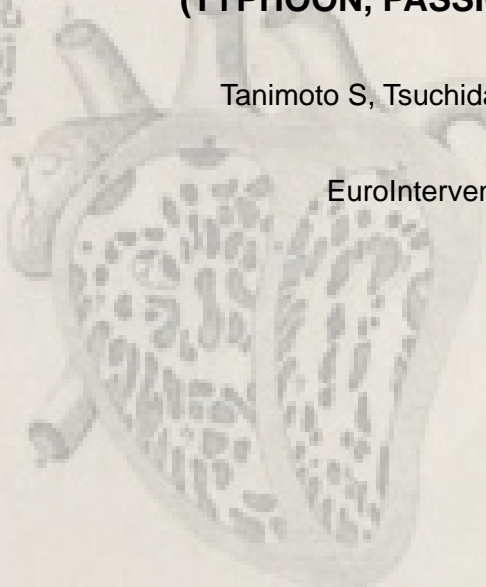 (TYPHOON, PASSI
Tanimoto S, Tsuchida
EuroInterven